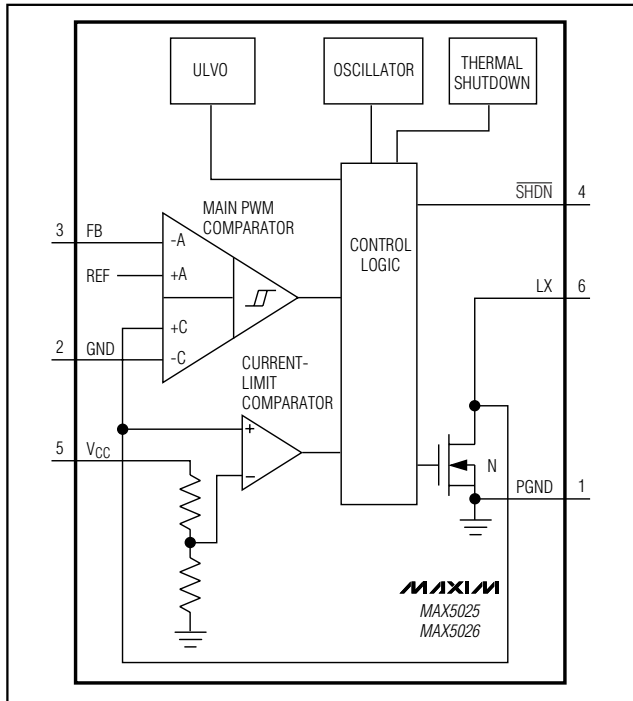 ULVO
OSCILLATOR
THERMAL
SHUTDOWN
SHDN 4
MAIN PWM
COMPARATOR
3 FB
-A
CONTROL
LOGIC
REF
+A
LX 6
+C
2 GND
-C
CURRENT-
LIMIT
COMPARATOR
+
5 VCC
−
N
PGND 1
MAXIM
MAX5025
MAX5026